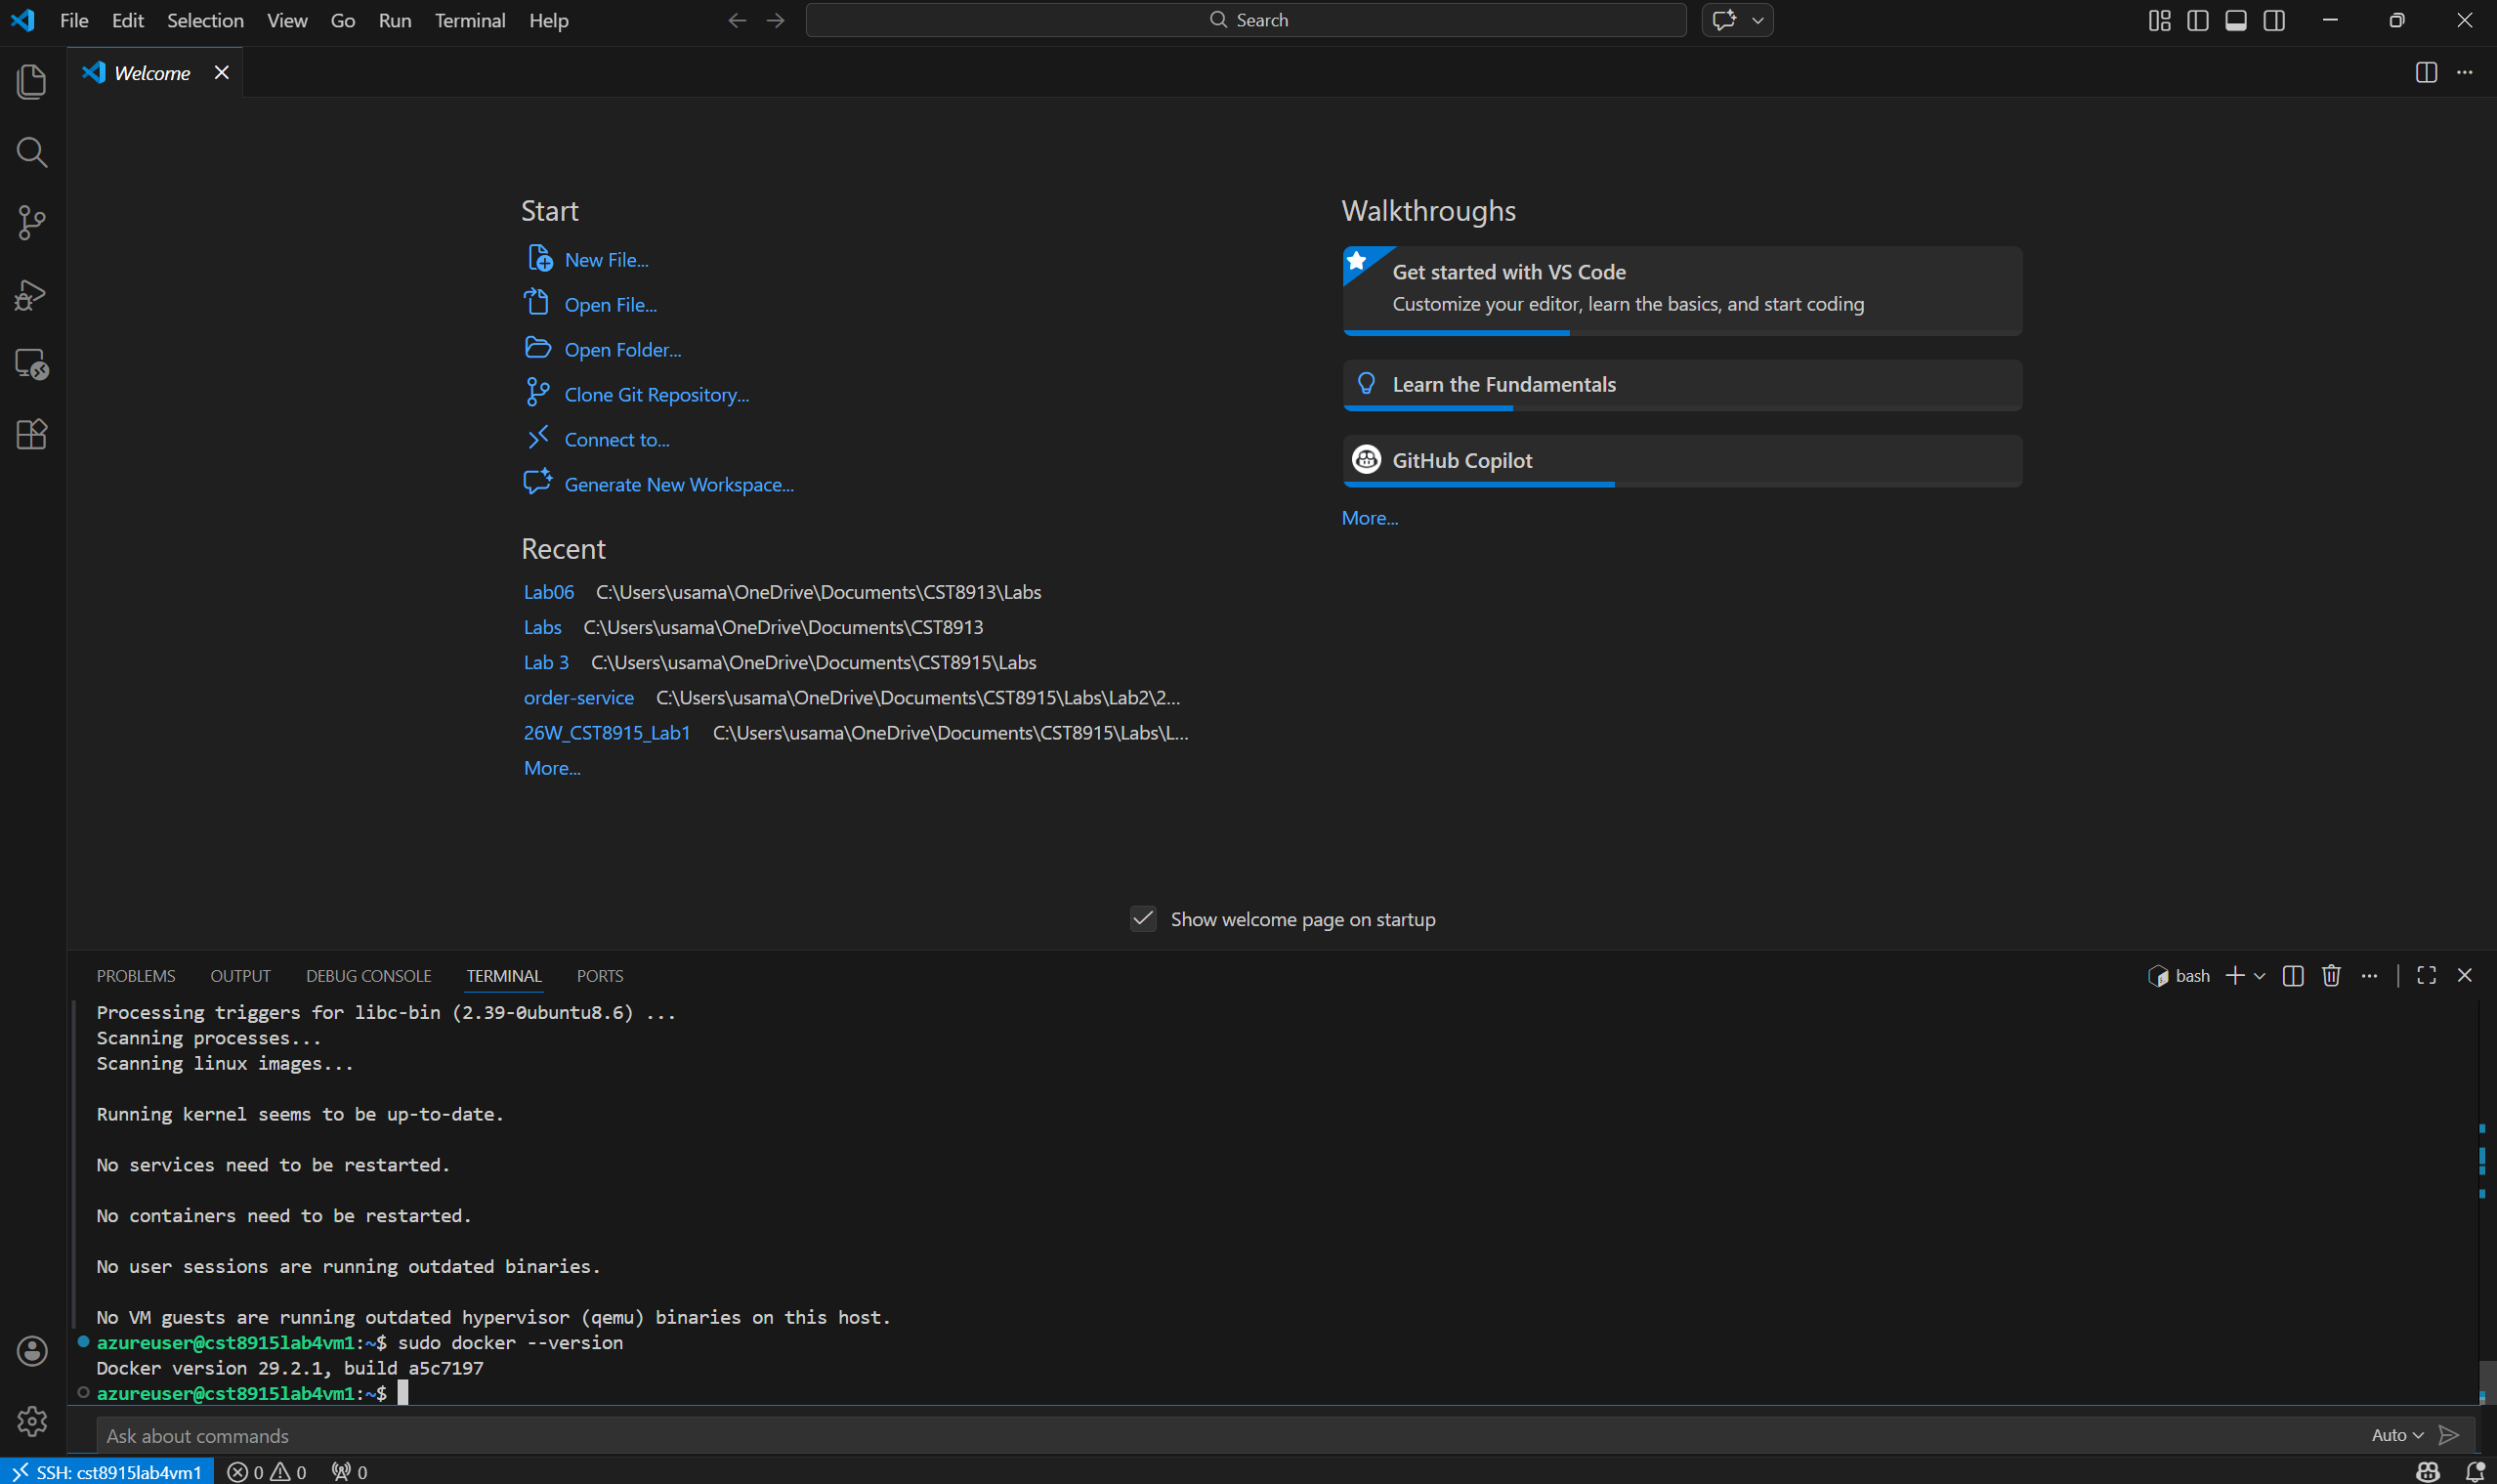 File Edit Selection View Go Run Terminal Help
Search
Welcome
Start
New File...
Open File...
Open Folder...
Clone Git Repository...
Connect to...
Generate New Workspace...
Recent
Lab06 C:\Users\usama\OneDrive\Documents\CST8913\Labs
Labs C:\Users\usama\OneDrive\Documents\CST8913
Lab 3 C:\Users\usama\OneDrive\Documents\CST8915\Labs
order-service C:\Users\usama\OneDrive\Documents\CST8915\Labs\Lab2\2...
26W_CST8915_Lab1 C:\Users\usama\OneDrive\Documents\CST8915\Labs\L...
More...
Walkthroughs
Get started with VS Code
Customize your editor, learn the basics, and start coding
Learn the Fundamentals
GitHub Copilot
More...
Show welcome page on startup
PROBLEMS OUTPUT DEBUG CONSOLE TERMINAL PORTS
bash
Processing triggers for libc-bin (2.39-0ubuntu8.6) ...
Scanning processes...
Scanning linux images...
Running kernel seems to be up-to-date.
No services need to be restarted.
No containers need to be restarted.
No user sessions are running outdated binaries.
No VM guests are running outdated hypervisor (qemu) binaries on this host.
azureuser@cst8915lab4vm1:~$ sudo docker --version
Docker version 29.2.1, build a5c7197
azureuser@cst8915lab4vm1:~$
Ask about commands
Auto
SSH: cst8915lab4vm1 0 0 0